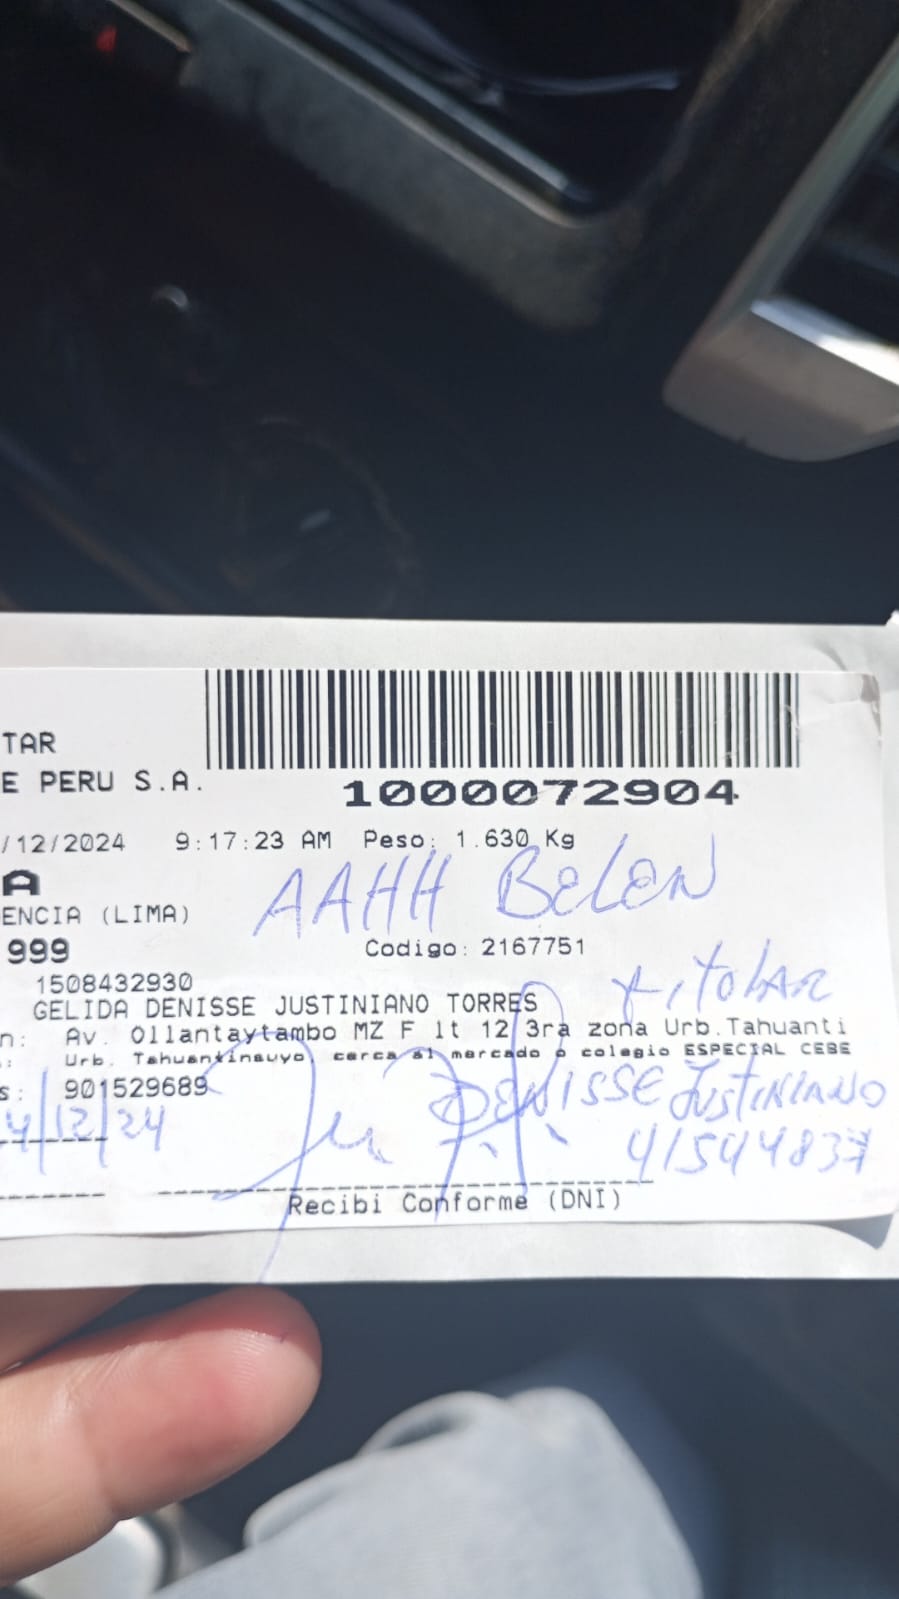 TAR
E PERU S.A.
1000072904
/12/2024 9:17:23 AM Peso: 1.630 Kg
A
AAHH BELEN
ENCIA (LIMA)
999 Codigo: 2167751
1508432930
titolar
GELIDA DENISSE JUSTINIANO TORRES
n: Av. Ollantaytambo MZ F lt 12 3ra zona Urb.Tahuanti
: Urb. Tahuantinsuyo cerca al mercado o colegio ESPECIAL CEBE
s: 901529689
DENISSE JUSTINIANO
4/12/24
41544837
Recibi Conforme (DNI)